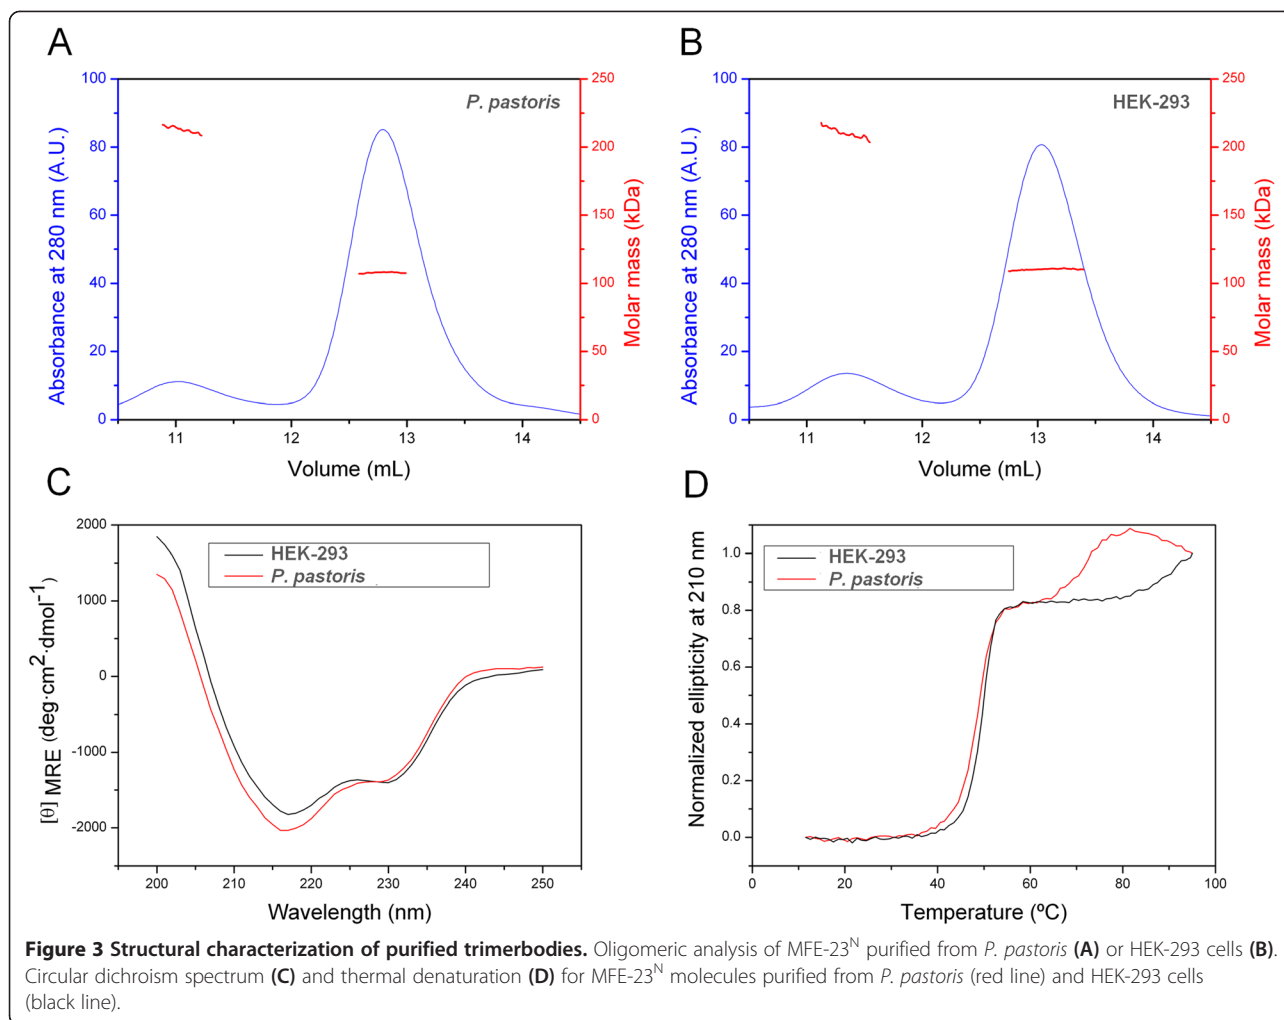 A
B
100
80
60
40
20
0
Absorbance at 280 nm (A.U.)
P. pastoris
250
200
150
100
50
0
Molar mass (kDa)
11
12
13
14
Volume (mL)
100
80
60
40
20
0
Absorbance at 280 nm (A.U.)
HEK-293
250
200
150
100
50
0
Molar mass (kDa)
11
12
13
14
Volume (mL)
C
D
2000
1000
0
-1000
-2000
[θ] MRE (deg·cm²·dmol⁻¹)
HEK-293
P. pastoris
200
210
220
230
240
250
Wavelength (nm)
1.0
0.8
0.6
0.4
0.2
0.0
Normalized ellipticity at 210 nm
HEK-293
P. pastoris
0
20
40
60
80
100
Temperature (ºC)
Figure 3 Structural characterization of purified trimerbodies. Oligomeric analysis of MFE-23ᴺ purified from P. pastoris (A) or HEK-293 cells (B).
Circular dichroism spectrum (C) and thermal denaturation (D) for MFE-23ᴺ molecules purified from P. pastoris (red line) and HEK-293 cells
(black line).